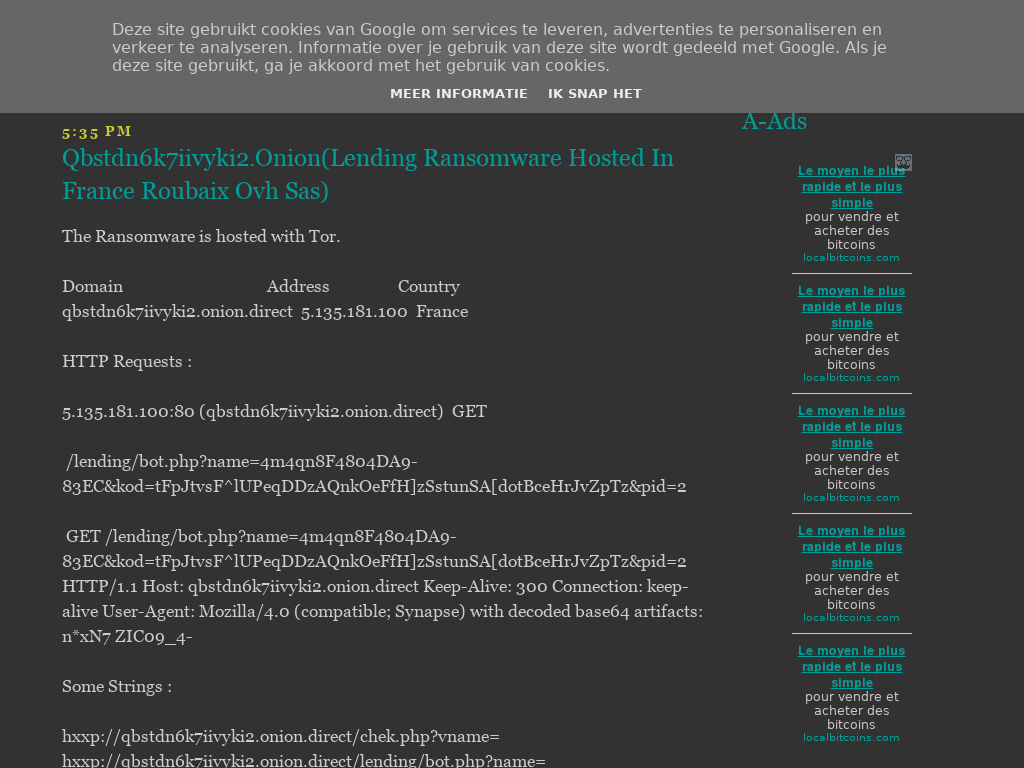 Deze site gebruikt cookies van Google om services te leveren, advertenties te personaliseren en
verkeer te analyseren. Informatie over je gebruik van deze site wordt gedeeld met Google. Als je
deze site gebruikt, ga je akkoord met het gebruik van cookies.
MEER INFORMATIE IK SNAP HET
5:35 PM
Qbstdn6k7iivyki2.Onion(Lending Ransomware Hosted In
France Roubaix Ovh Sas)
The Ransomware is hosted with Tor.
Domain Address Country
qbstdn6k7iivyki2.onion.direct 5.135.181.100 France
HTTP Requests :
5.135.181.100:80 (qbstdn6k7iivyki2.onion.direct) GET
/lending/bot.php?name=4m4qn8F4804DA9-
83EC&kod=tFpJtvsF^lUPeqDDzAQnkOeFfH]zSstunSA[dotBceHrJvZpTz&pid=2
GET /lending/bot.php?name=4m4qn8F4804DA9-
83EC&kod=tFpJtvsF^lUPeqDDzAQnkOeFfH]zSstunSA[dotBceHrJvZpTz&pid=2
HTTP/1.1 Host: qbstdn6k7iivyki2.onion.direct Keep-Alive: 300 Connection: keep-
alive User-Agent: Mozilla/4.0 (compatible; Synapse) with decoded base64 artifacts:
n*xN7 ZIC09_4-
Some Strings :
hxxp://qbstdn6k7iivyki2.onion.direct/chek.php?vname=
hxxp://qbstdn6k7iivyki2.onion.direct/lending/bot.php?name=
A-Ads
Le moyen le plus
rapide et le plus
simple
pour vendre et
acheter des
bitcoins
localbitcoins.com
Le moyen le plus
rapide et le plus
simple
pour vendre et
acheter des
bitcoins
localbitcoins.com
Le moyen le plus
rapide et le plus
simple
pour vendre et
acheter des
bitcoins
localbitcoins.com
Le moyen le plus
rapide et le plus
simple
pour vendre et
acheter des
bitcoins
localbitcoins.com
Le moyen le plus
rapide et le plus
simple
pour vendre et
acheter des
bitcoins
localbitcoins.com